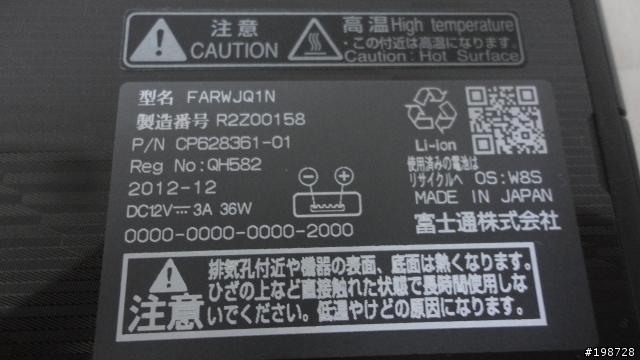 注意
CAUTION
高温High temperature
・この付近は高温になります。
Caution: Hot Surface
型名 FARWJQ1N
製造番号 R2Z00158
P/N CP628361-01
Reg No:QH582
2012-12
DC12V 3A 36W
0000-0000-0000-2000
Li-ion
使用済みの電池は
リサイクルへ OS:W8S
MADE IN JAPAN
富士通株式会社
注意
排気孔付近や機器の表面、底面は熱くなります。
ひざの上など直接触れた状態で長時間使用しな
いでください。低温やけどの原因になります。
#198728